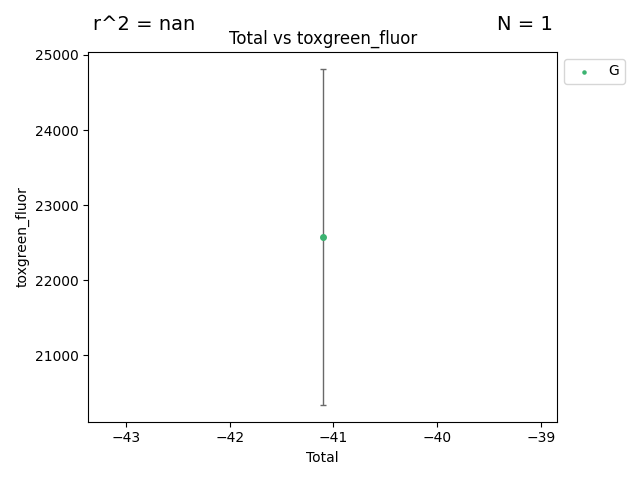 r^2 = nan
N = 1
Total vs toxgreen_fluor
G
toxgreen_fluor
25000
24000
23000
22000
21000
−43
−42
−41
−40
−39
Total